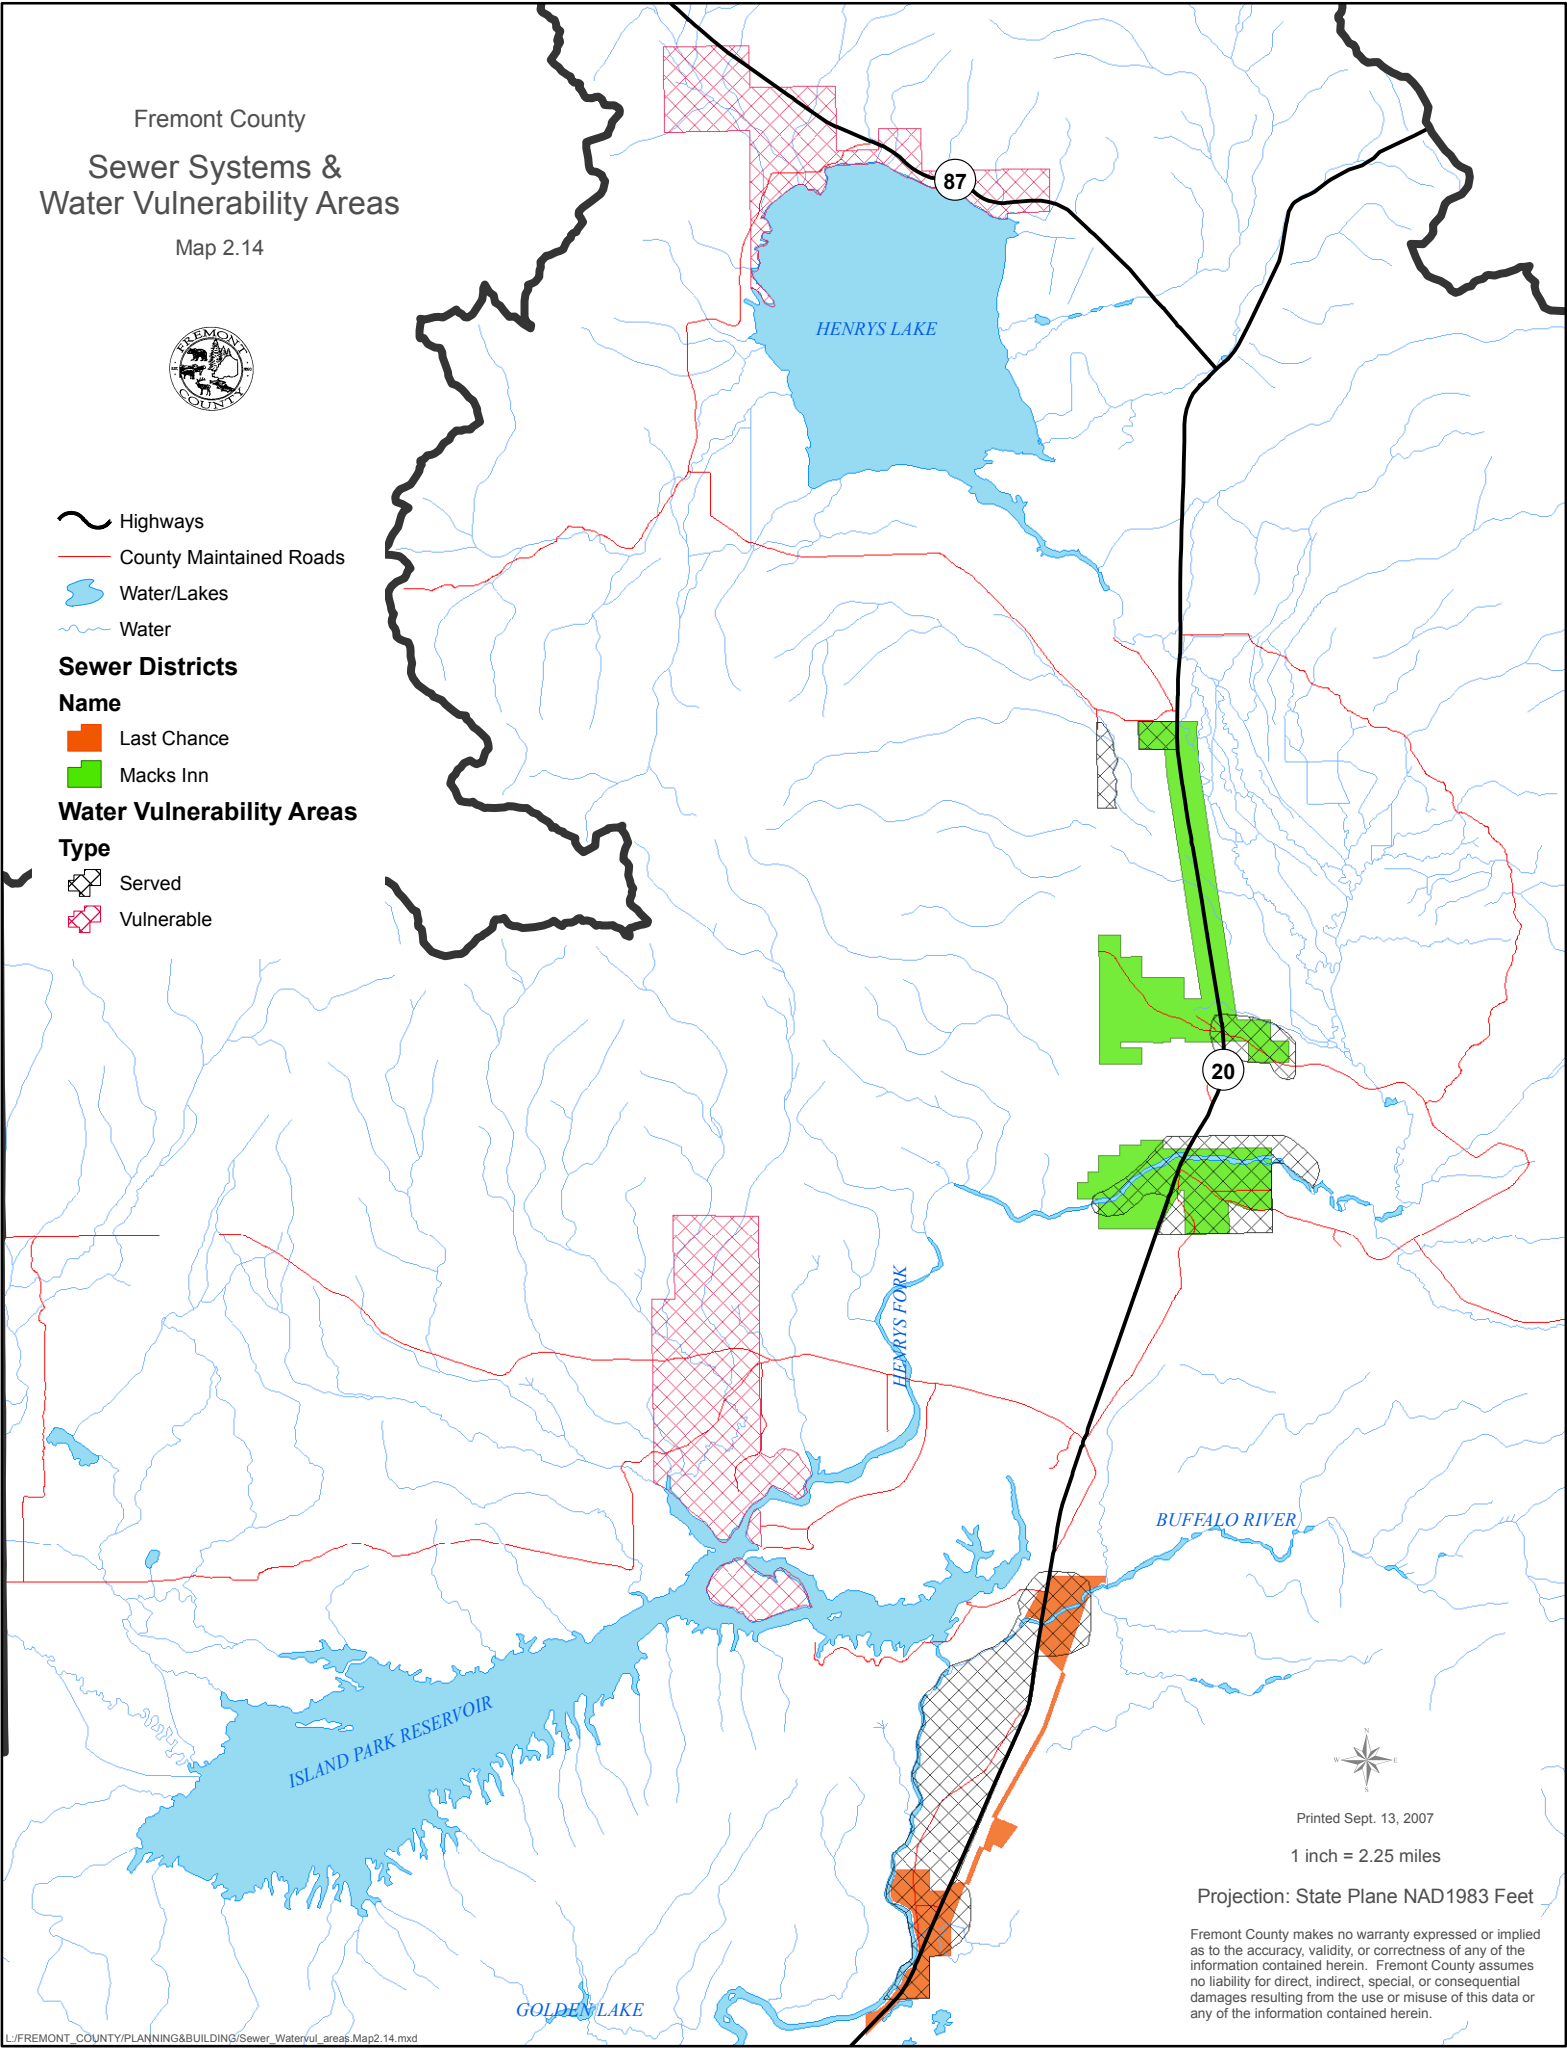 Fremont County
Sewer Systems &
Water Vulnerability Areas
Map 2.14
FREMONT
COUNTY
Highways
County Maintained Roads
Water/Lakes
Water
Sewer Districts
Name
Last Chance
Macks Inn
Water Vulnerability Areas
Type
Served
Vulnerable
87
HENRYS LAKE
20
HENRYS FORK
BUFFALO RIVER
ISLAND PARK RESERVOIR
GOLDEN LAKE
N
W
E
S
Printed Sept. 13, 2007
1 inch = 2.25 miles
Projection: State Plane NAD1983 Feet
Fremont County makes no warranty expressed or implied
as to the accuracy, validity, or correctness of any of the
information contained herein. Fremont County assumes
no liability for direct, indirect, special, or consequential
damages resulting from the use or misuse of this data or
any of the information contained herein.
L:/FREMONT_COUNTY/PLANNING&BUILDING/Sewer_Watervul_areas.Map2.14.mxd